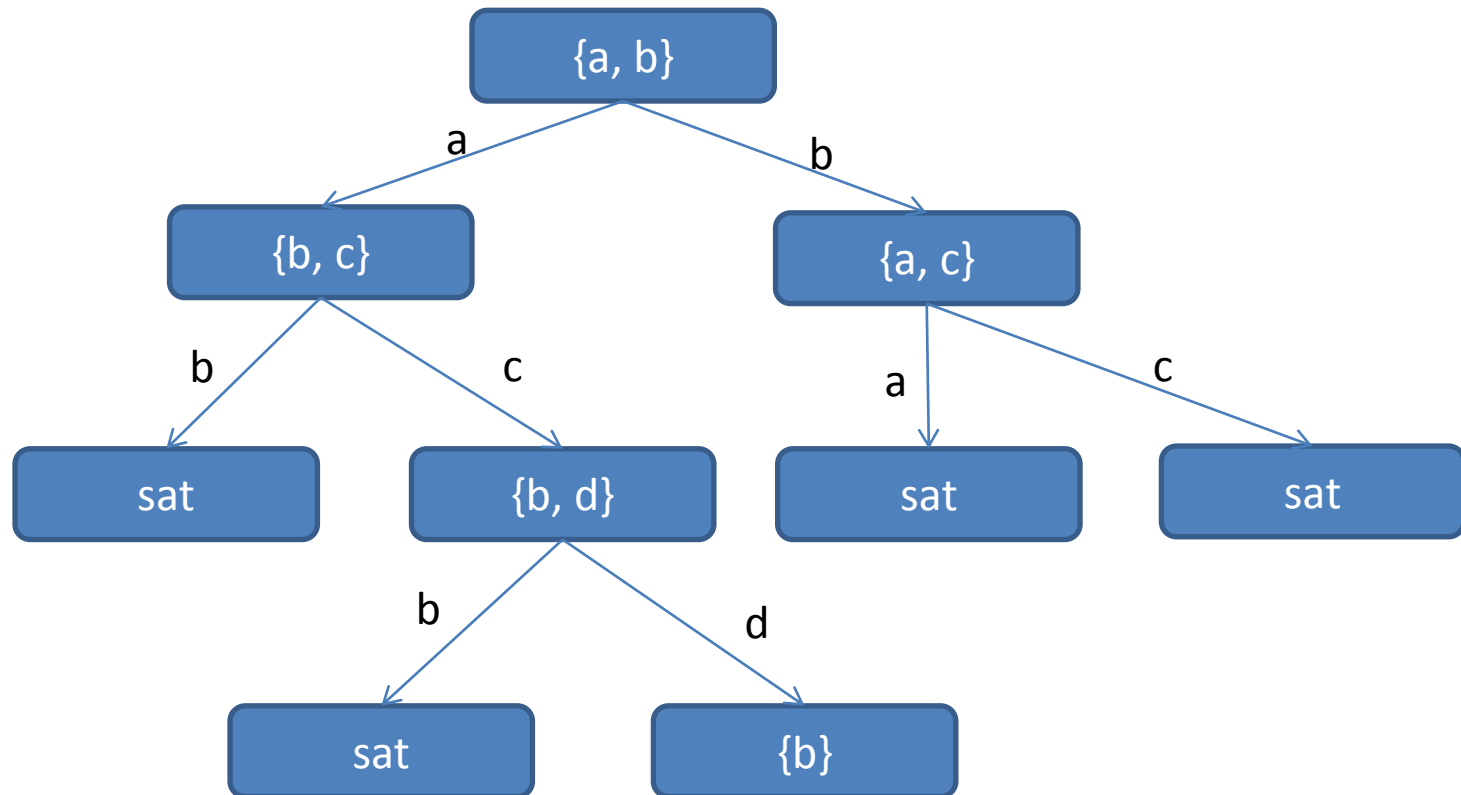 {a, b}
a
b
{b, c}
{a, c}
b
c
a
c
sat
{b, d}
sat
sat
b
d
sat
{b}